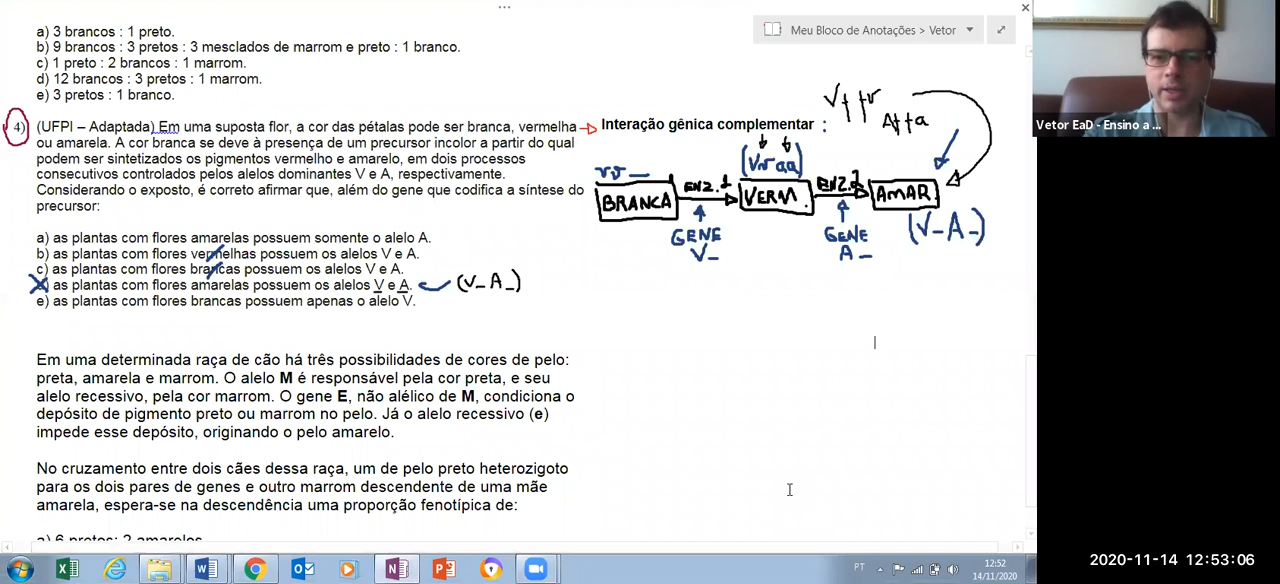 a) 3 brancos : 1 preto.
b) 9 brancos : 3 pretos : 3 mesclados de marrom e preto : 1 branco.
c) 1 preto : 2 brancos : 1 marrom.
d) 12 brancos : 3 pretos : 1 marrom.
e) 3 pretos : 1 branco.
Meu Bloco de Anotações > Vetor
4) (UFPI – Adaptada) Em uma suposta flor, a cor das pétalas pode ser branca, vermelha
ou amarela. A cor branca se deve à presença de um precursor incolor a partir do qual
podem ser sintetizados os pigmentos vermelho e amarelo, em dois processos
consecutivos controlados pelos alelos dominantes V e A, respectivamente.
Considerando o exposto, é correto afirmar que, além do gene que codifica a síntese do
precursor:
a) as plantas com flores amarelas possuem somente o alelo A.
b) as plantas com flores vermelhas possuem os alelos V e A.
c) as plantas com flores brancas possuem os alelos V e A.
d) as plantas com flores amarelas possuem os alelos V e A. (V_ A_)
e) as plantas com flores brancas possuem apenas o alelo V.
Interação gênica complementar :
V++v
A++a
vv __
(Vv aa)
BRANCA ENZ. 1 VERM. ENZ. 2 AMAR.
GENE V_
GENE A_
(V_A_)
Em uma determinada raça de cão há três possibilidades de cores de pelo:
preta, amarela e marrom. O alelo M é responsável pela cor preta, e seu
alelo recessivo, pela cor marrom. O gene E, não alélico de M, condiciona o
depósito de pigmento preto ou marrom no pelo. Já o alelo recessivo (e)
impede esse depósito, originando o pelo amarelo.
No cruzamento entre dois cães dessa raça, um de pelo preto heterozigoto
para os dois pares de genes e outro marrom descendente de uma mãe
amarela, espera-se na descendência uma proporção fenotípica de:
a) 6 pretos: 2 amarelos
Vetor EaD - Ensino a ...
PT
12:52
14/11/2020
2020-11-14 12:53:06